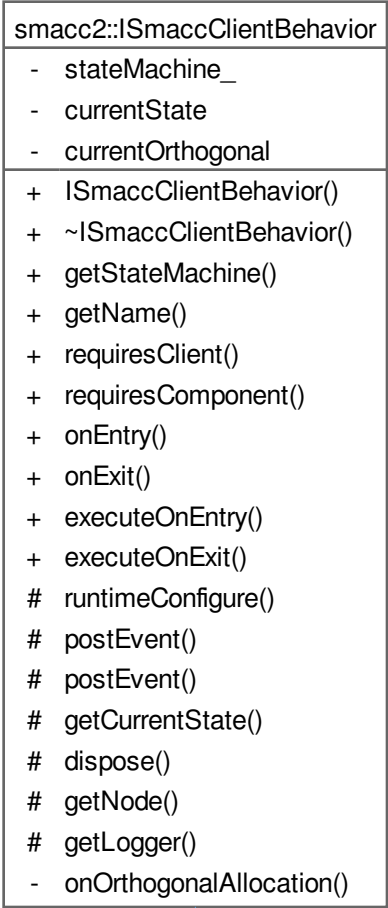 smacc2::ISmaccClientBehavior
- stateMachine_
- currentState
- currentOrthogonal
+ ISmaccClientBehavior()
+ ~ISmaccClientBehavior()
+ getStateMachine()
+ getName()
+ requiresClient()
+ requiresComponent()
+ onEntry()
+ onExit()
+ executeOnEntry()
+ executeOnExit()
# runtimeConfigure()
# postEvent()
# postEvent()
# getCurrentState()
# dispose()
# getNode()
# getLogger()
- onOrthogonalAllocation()